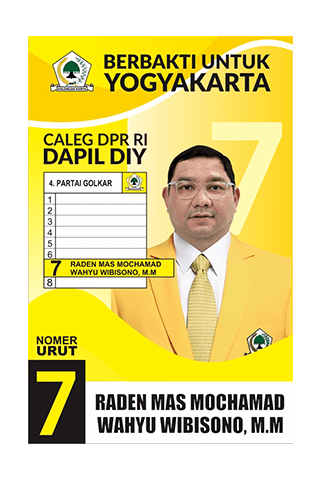 BERBAKTI UNTUK
YOGYAKARTA
CALEG DPR RI
DAPIL DIY
4. PARTAI GOLKAR
1
2
3
4
5
6
7 RADEN MAS MOCHAMAD
WAHYU WIBISONO, M.M
8
7
NOMER
URUT
7
RADEN MAS MOCHAMAD
WAHYU WIBISONO, M.M